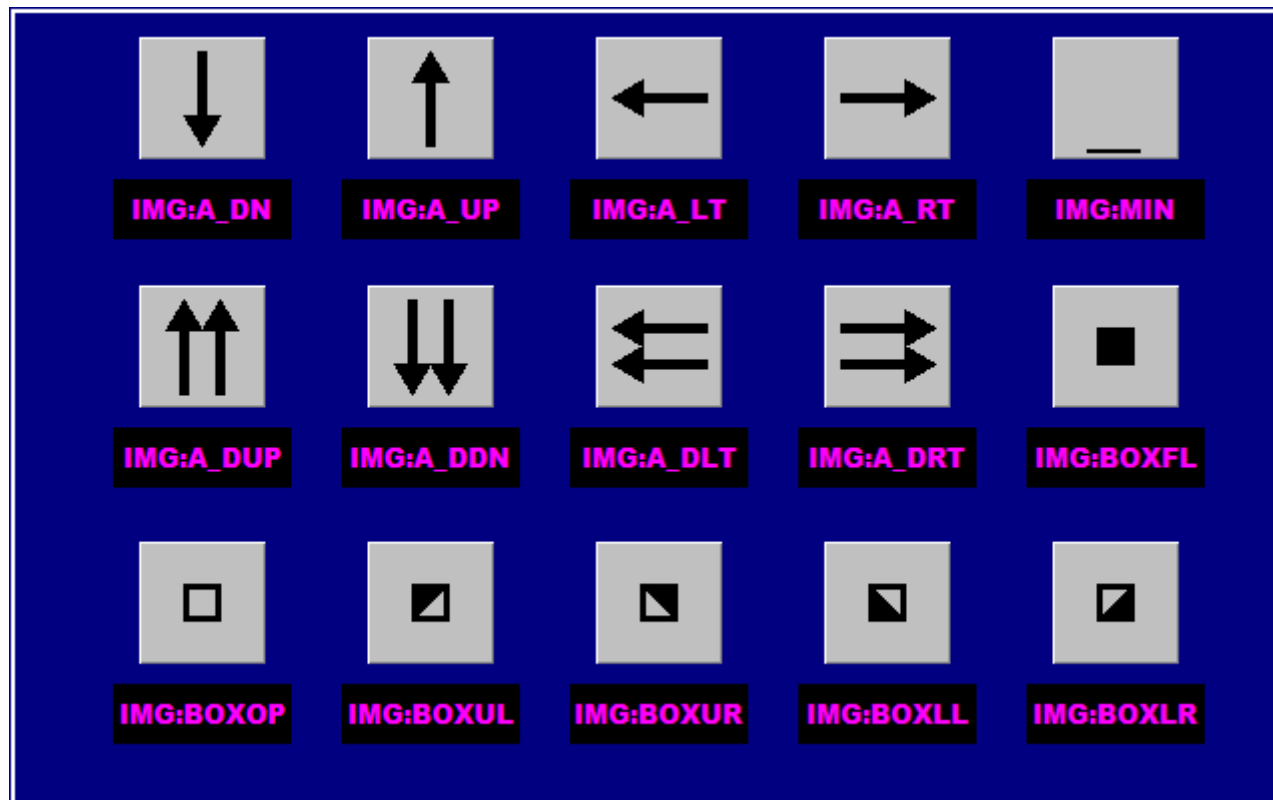 IMG:A_DN IMG:A_UP IMG:A_LT IMG:A_RT IMG:MIN
IMG:A_DUP IMG:A_DDN IMG:A_DLT IMG:A_DRT IMG:BOXFL
IMG:BOXOP IMG:BOXUL IMG:BOXUR IMG:BOXLL IMG:BOXLR